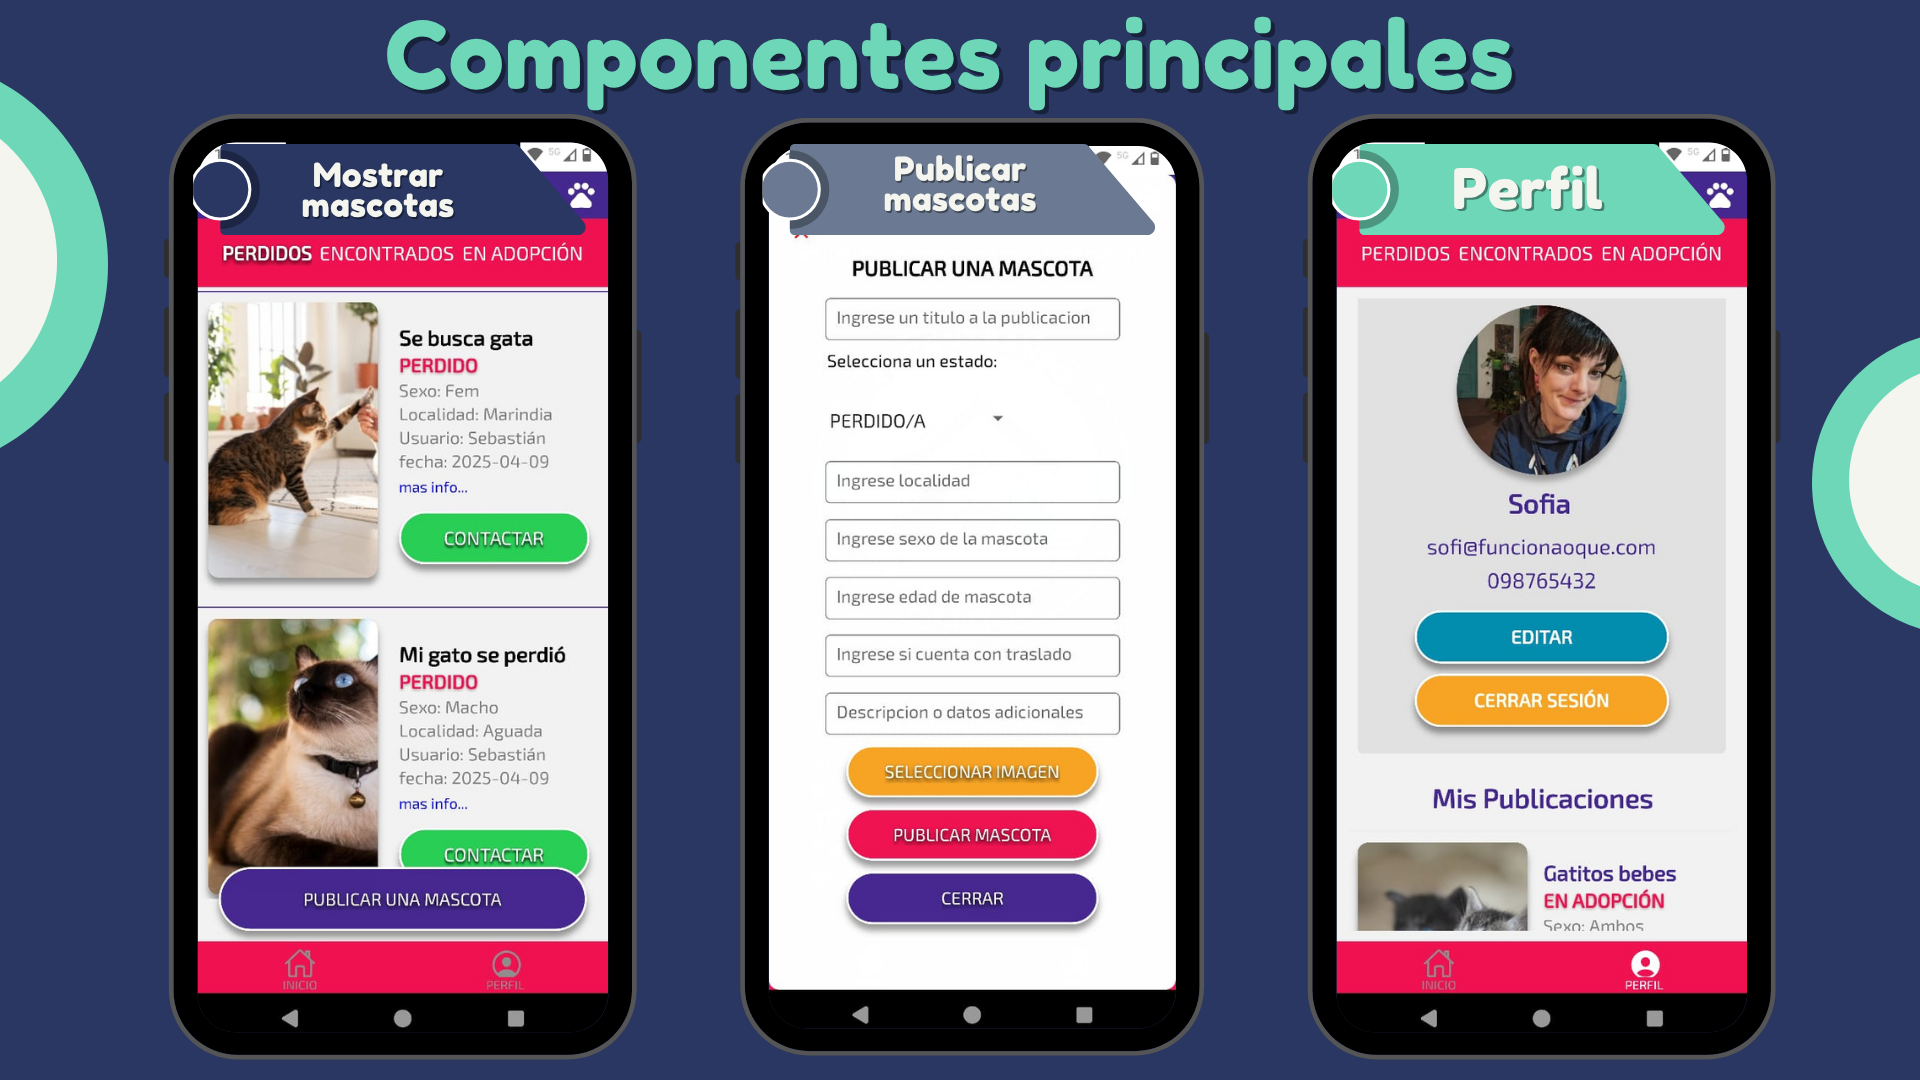 Componentes principales
Mostrar
mascotas
5G
PERDIDOS ENCONTRADOS EN ADOPCIÓN
Se busca gata
PERDIDO
Sexo: Fem
Localidad: Marindia
Usuario: Sebastián
fecha: 2025-04-09
mas info...
CONTACTAR
Mi gato se perdió
PERDIDO
Sexo: Macho
Localidad: Aguada
Usuario: Sebastián
fecha: 2025-04-09
mas info...
CONTACTAR
PUBLICAR UNA MASCOTA
INICIO
PERFIL
Publicar
mascotas
5G
PUBLICAR UNA MASCOTA
Ingrese un titulo a la publicacion
Selecciona un estado:
PERDIDO/A
Ingrese localidad
Ingrese sexo de la mascota
Ingrese edad de mascota
Ingrese si cuenta con traslado
Descripcion o datos adicionales
SELECCIONAR IMAGEN
PUBLICAR MASCOTA
CERRAR
Perfil
5G
PERDIDOS ENCONTRADOS EN ADOPCIÓN
Sofia
sofi@funcionaoque.com
098765432
EDITAR
CERRAR SESIÓN
Mis Publicaciones
Gatitos bebes
EN ADOPCIÓN
Sexo: Ambos
INICIO
PERFIL